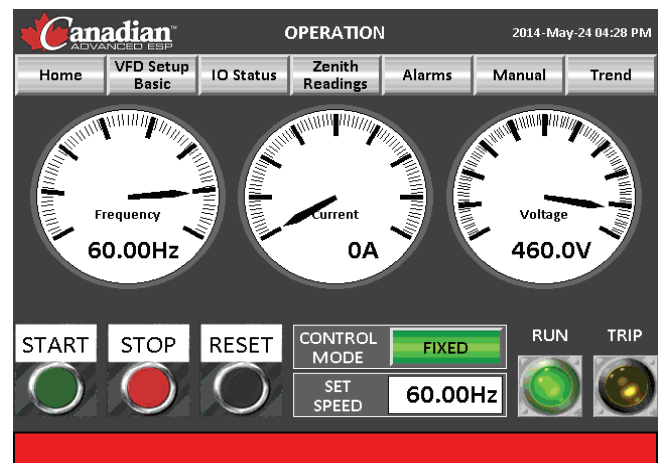 Canadian™
ADVANCED ESP
OPERATION
2014-May-24 04:28 PM
Home
VFD Setup
Basic
IO Status
Zenith
Readings
Alarms
Manual
Trend
Frequency
60.00Hz
Current
0A
Voltage
460.0V
START
STOP
RESET
CONTROL
MODE
FIXED
SET
SPEED
60.00Hz
RUN
TRIP